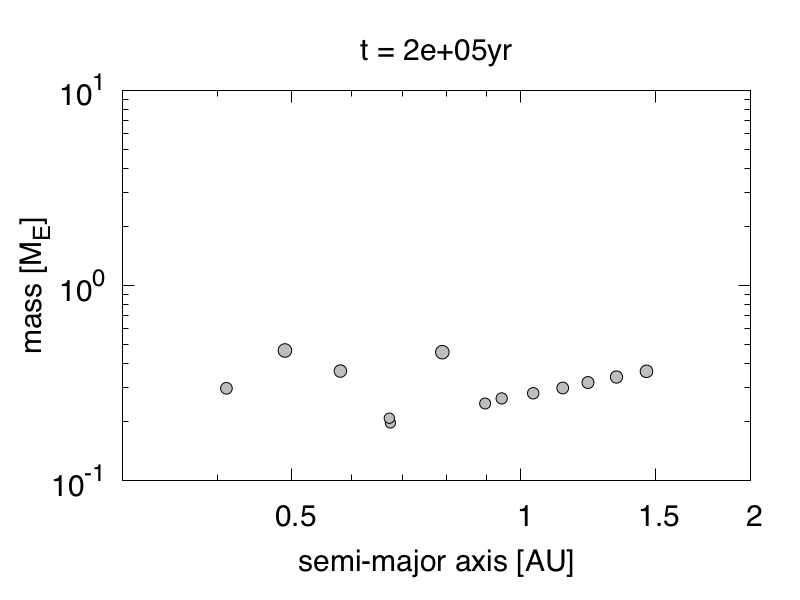 t = 2e+05yr
10^1
10^0
10^-1
mass [M_E]
0.5 1 1.5 2
semi-major axis [AU]